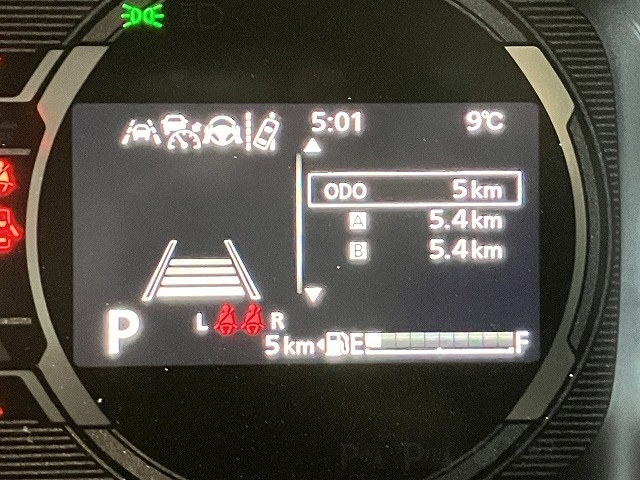 5:01 9℃
ODO 5km
A 5.4km
B 5.4km
P
L R
5km E F
P P